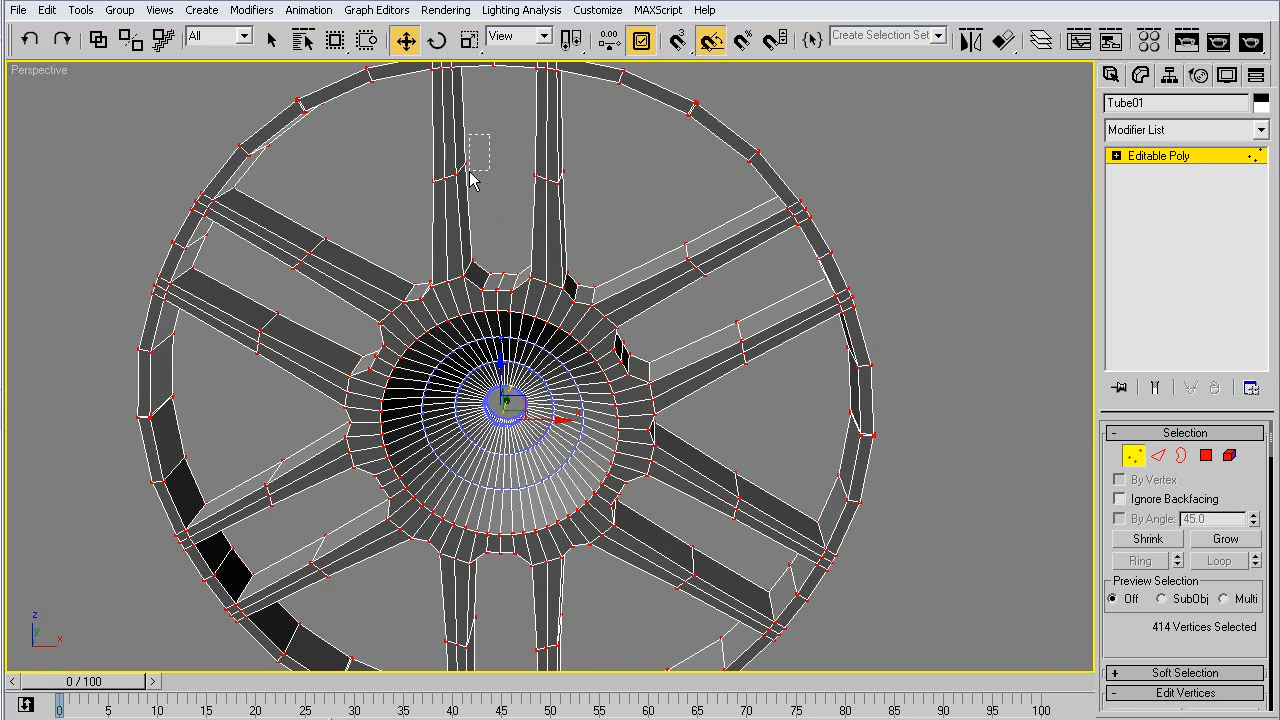 File Edit Tools Group Views Create Modifiers Animation Graph Editors Rendering Lighting Analysis Customize MAXScript Help
All View Create Selection Set
Perspective
Tube01
Modifier List
Editable Poly
Selection
By Vertex
Ignore Backfacing
By Angle: 45.0
Shrink Grow
Ring Loop
Preview Selection
Off SubObj Multi
414 Vertices Selected
Soft Selection
Edit Vertices
z
y x
0 / 100
0 5 10 15 20 25 30 35 40 45 50 55 60 65 70 75 80 85 90 95 100